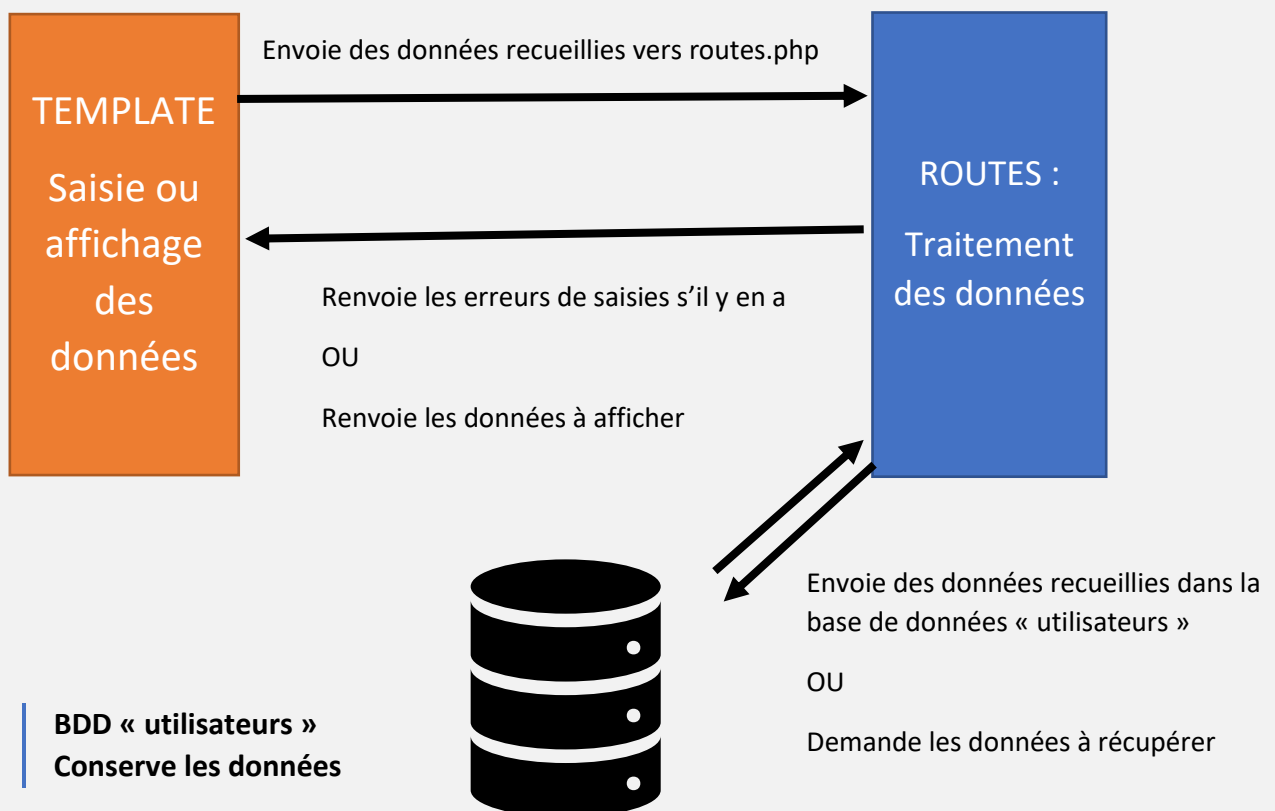 Envoie des données recueillies vers routes.php
TEMPLATE
Saisie ou
affichage
des
données
ROUTES :
Traitement
des données
Renvoie les erreurs de saisies s’il y en a
OU
Renvoie les données à afficher
Envoie des données recueillies dans la
base de données « utilisateurs »
OU
Demande les données à récupérer
BDD « utilisateurs »
Conserve les données